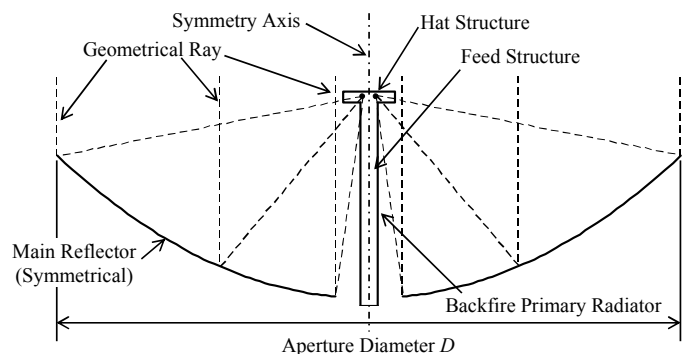 Symmetry Axis
Hat Structure
Geometrical Ray
Feed Structure
Main Reflector
(Symmetrical)
Backfire Primary Radiator
Aperture Diameter D